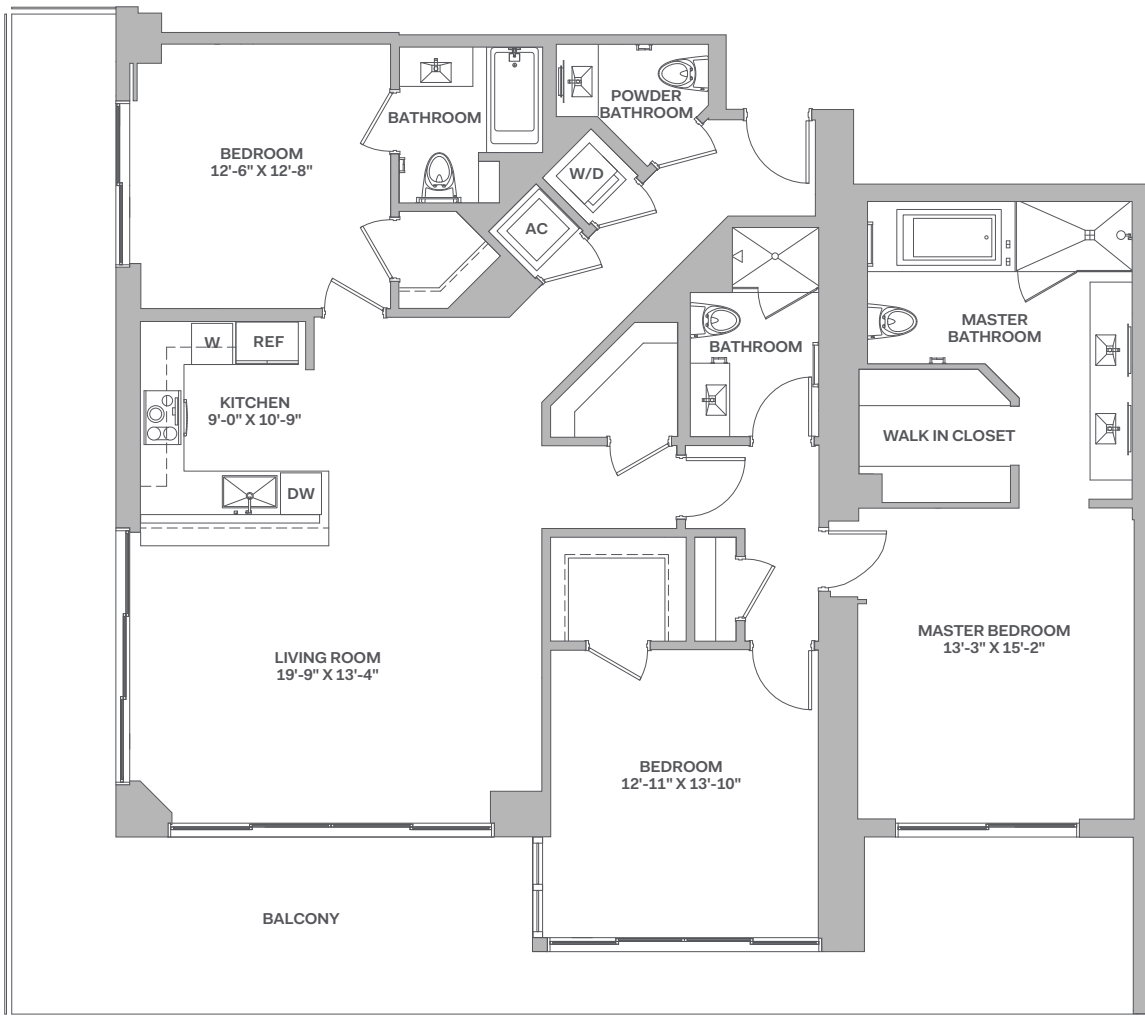 BEDROOM
12'-6" X 12'-8"
BATHROOM
POWDER
BATHROOM
W/D
AC
W
REF
KITCHEN
9'-0" X 10'-9"
DW
BATHROOM
MASTER
BATHROOM
WALK IN CLOSET
LIVING ROOM
19'-9" X 13'-4"
MASTER BEDROOM
13'-3" X 15'-2"
BEDROOM
12'-11" X 13'-10"
BALCONY